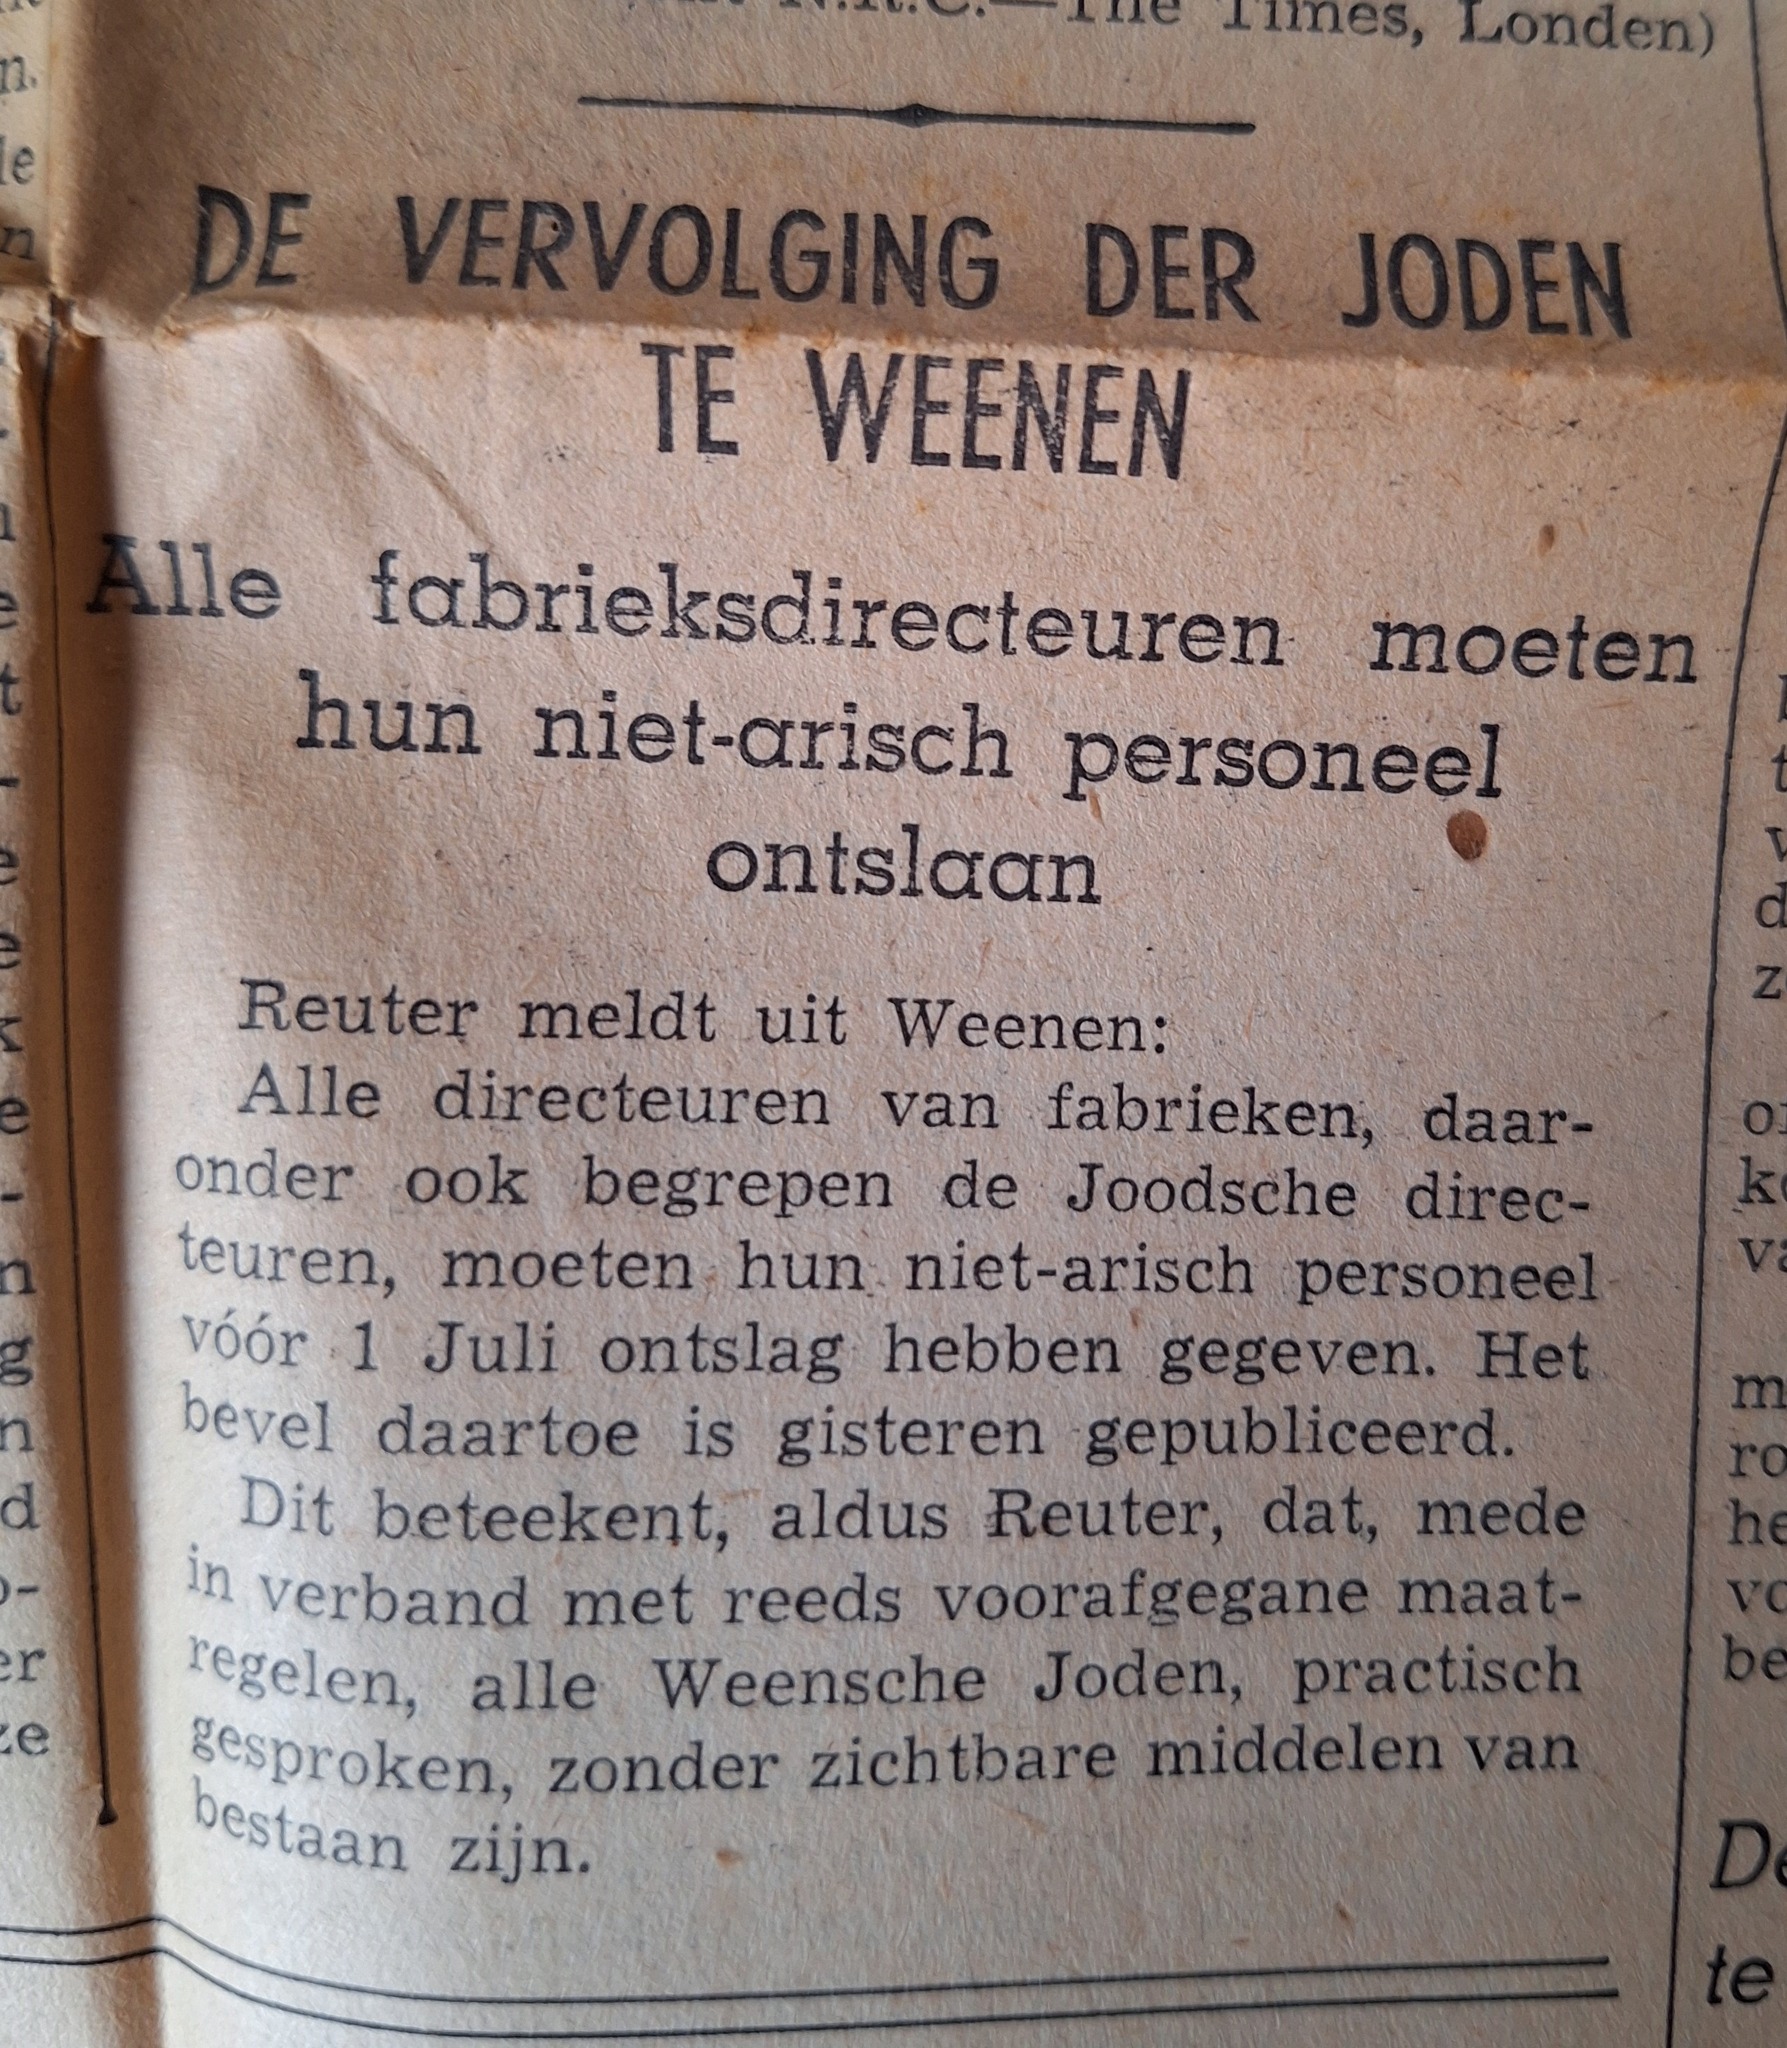 N.R.C.—The Times, Londen)
DE VERVOLGING DER JODEN
TE WEENEN
Alle fabrieksdirecteuren moeten
hun niet-arisch personeel
ontslaan
Reuter meldt uit Weenen:
Alle directeuren van fabrieken, daar-
onder ook begrepen de Joodsche direc-
teuren, moeten hun niet-arisch personeel
vóór 1 Juli ontslag hebben gegeven. Het
bevel daartoe is gisteren gepubliceerd.
Dit beteekent, aldus Reuter, dat, mede
in verband met reeds voorafgegane maat-
regelen, alle Weensche Joden, practisch
gesproken, zonder zichtbare middelen van
bestaan zijn.